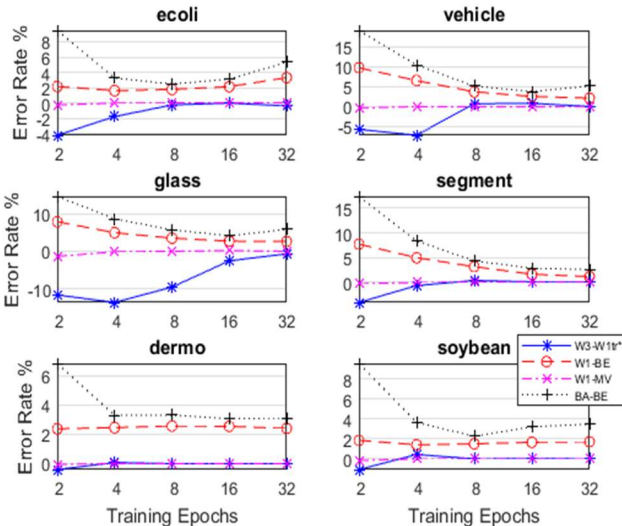 ecoli
vehicle
Error Rate %
8
6
4
2
0
-2
-4
2 4 8 16 32
15
10
5
0
-5
2 4 8 16 32
glass
segment
Error Rate %
10
0
-10
2 4 8 16 32
15
10
5
0
2 4 8 16 32
dermo
soybean
Error Rate %
6
4
2
0
2 4 8 16 32
Training Epochs
8
6
4
2
0
2 4 8 16 32
Training Epochs
W3-W1tr*
W1-BE
W1-MV
BA-BE